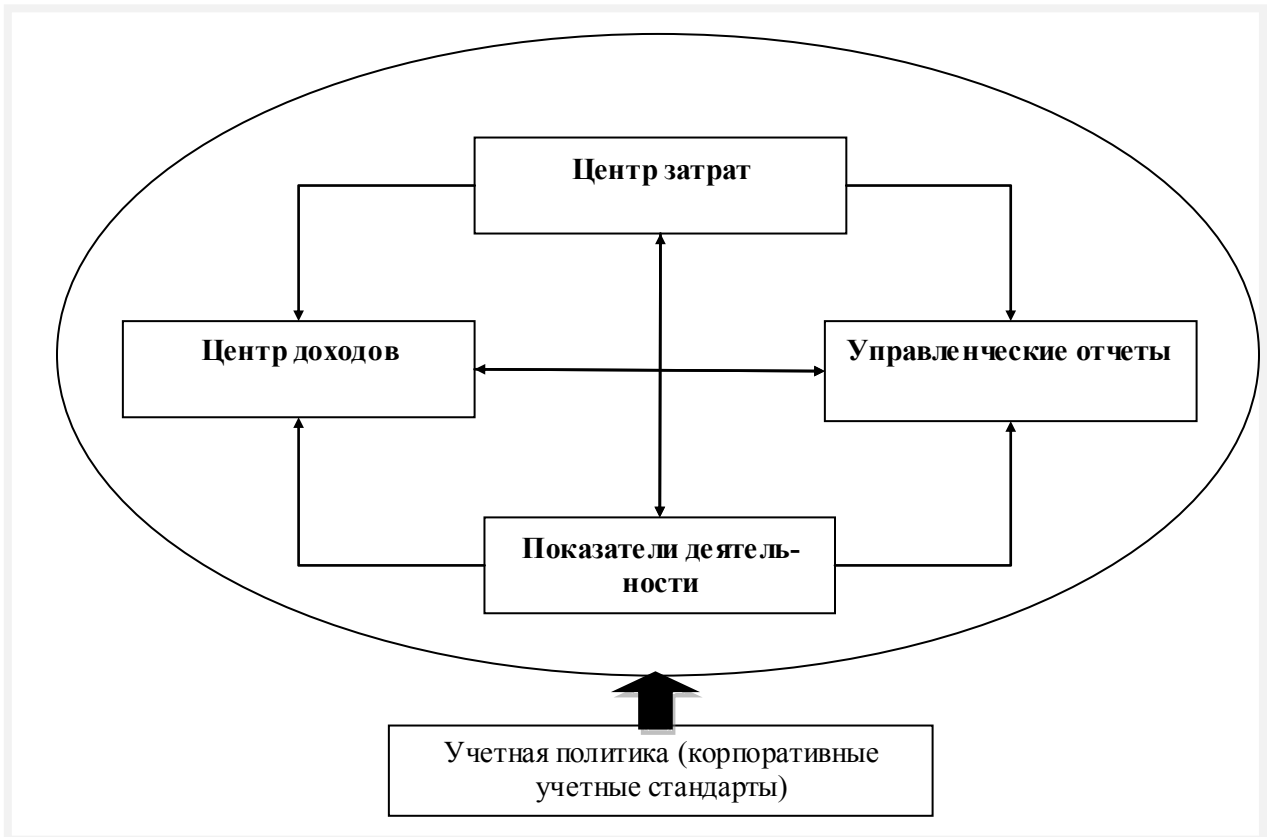 Центр затрат
Центр доходов
Управленческие отчеты
Показатели деятель-
ности
Учетная политика (корпоративные
учетные стандарты)